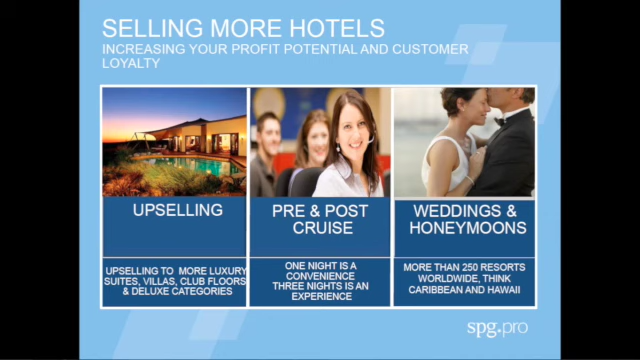 SELLING MORE HOTELS
INCREASING YOUR PROFIT POTENTIAL AND CUSTOMER
LOYALTY
UPSELLING
UPSELLING TO MORE LUXURY
SUITES, VILLAS, CLUB FLOORS
& DELUXE CATEGORIES
PRE & POST
CRUISE
ONE NIGHT IS A
CONVENIENCE
THREE NIGHTS IS AN
EXPERIENCE
WEDDINGS &
HONEYMOONS
MORE THAN 250 RESORTS
WORLDWIDE, THINK
CARIBBEAN AND HAWAII
spg.pro